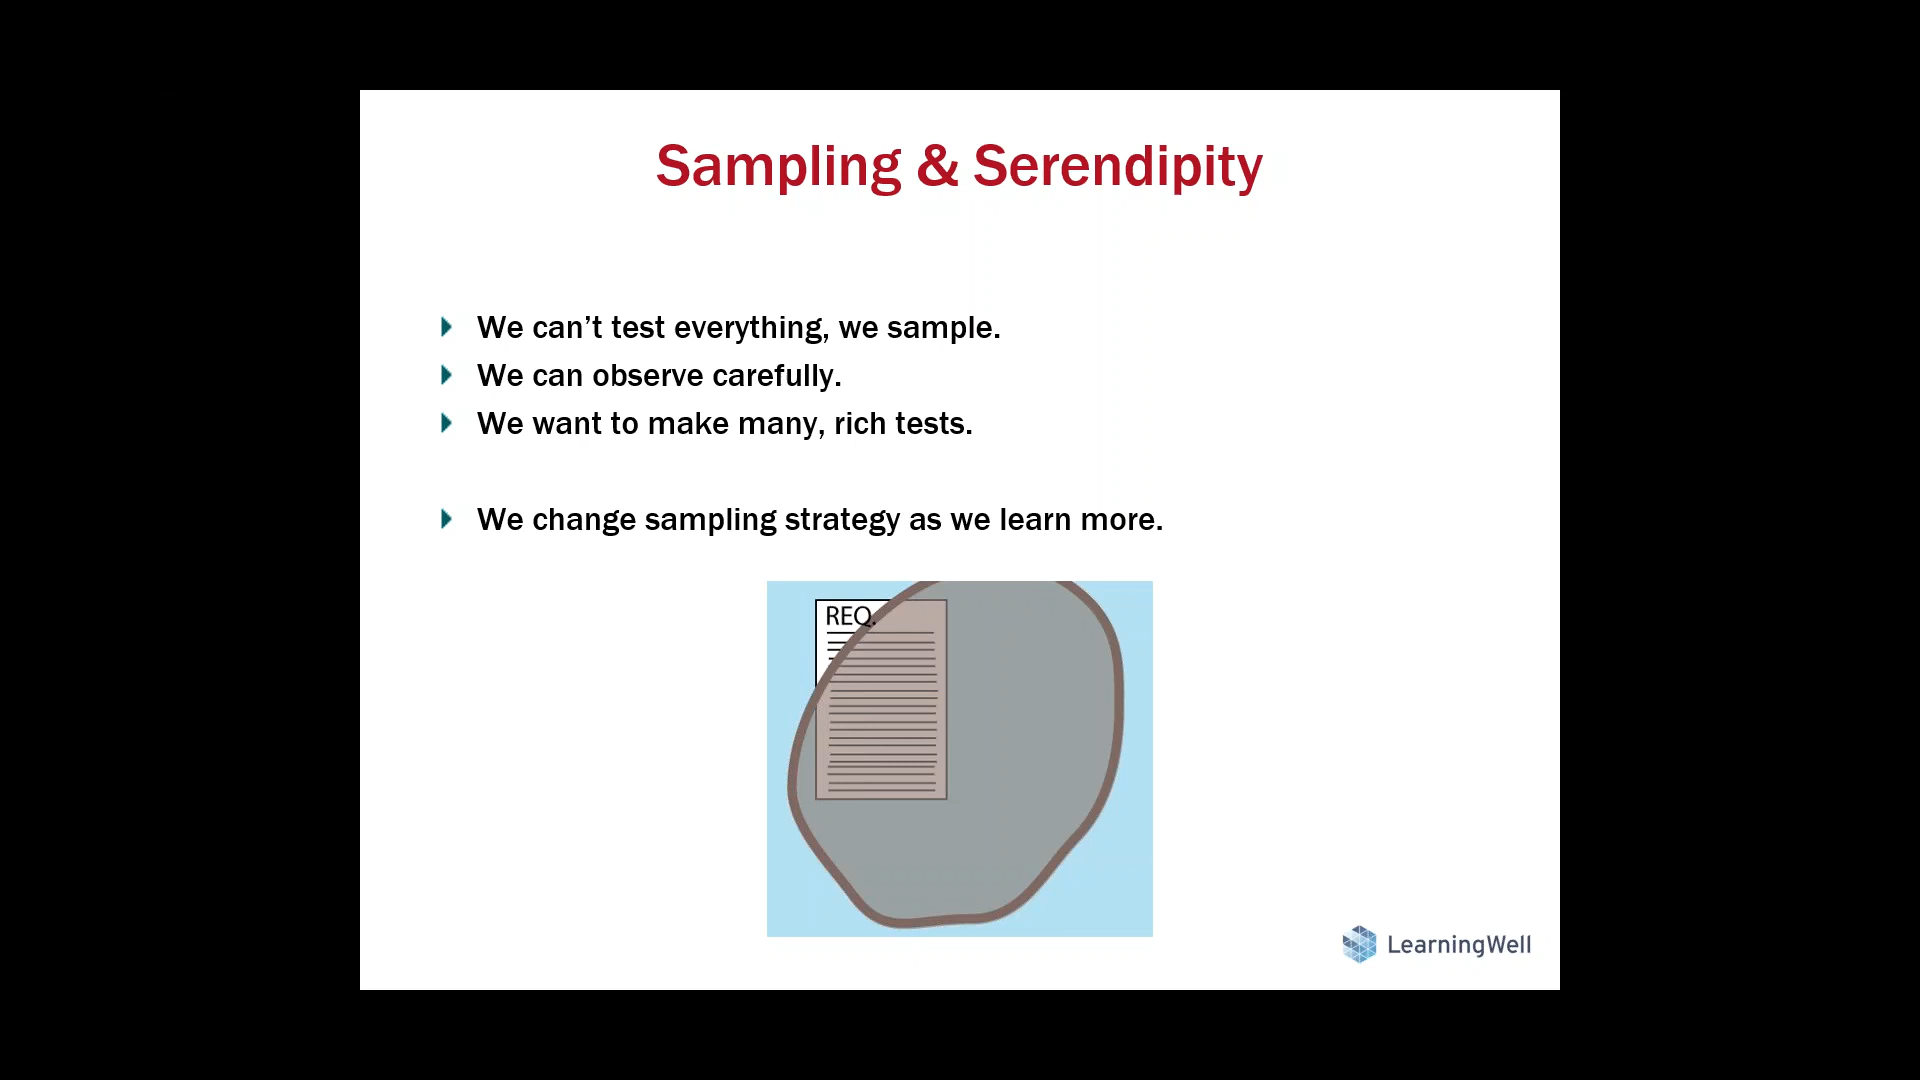 Sampling & Serendipity
We can’t test everything, we sample.
We can observe carefully.
We want to make many, rich tests.
We change sampling strategy as we learn more.
REQ.
LearningWell